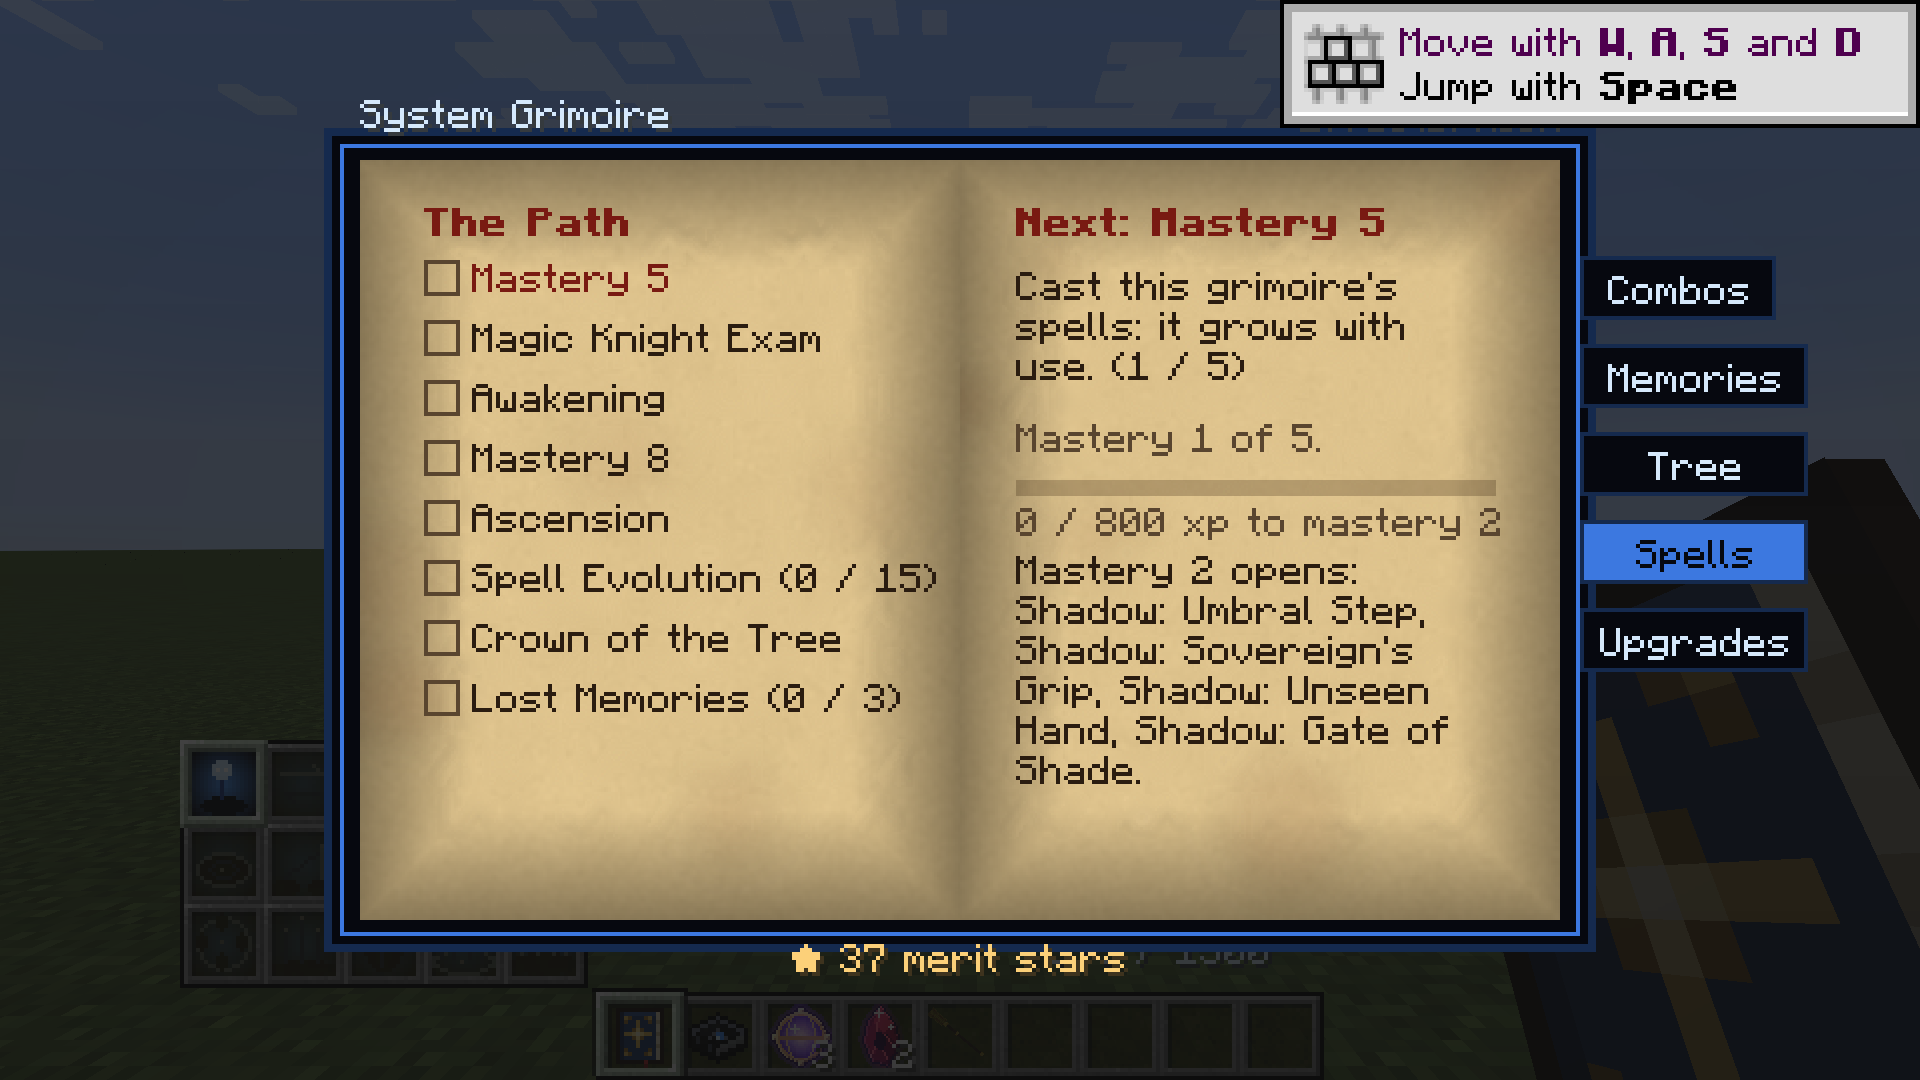 Move with W, A, S and D
Jump with Space
System Grimoire
The Path
Mastery 5
Magic Knight Exam
Awakening
Mastery 8
Ascension
Spell Evolution (0 / 15)
Crown of the Tree
Lost Memories (0 / 3)
Next: Mastery 5
Cast this grimoire's
spells: it grows with
use. (1 / 5)
Mastery 1 of 5.
0 / 800 xp to mastery 2
Mastery 2 opens:
Shadow: Umbral Step,
Shadow: Sovereign's
Grip, Shadow: Unseen
Hand, Shadow: Gate of
Shade.
Combos
Memories
Tree
Spells
Upgrades
37 merit stars
3
2